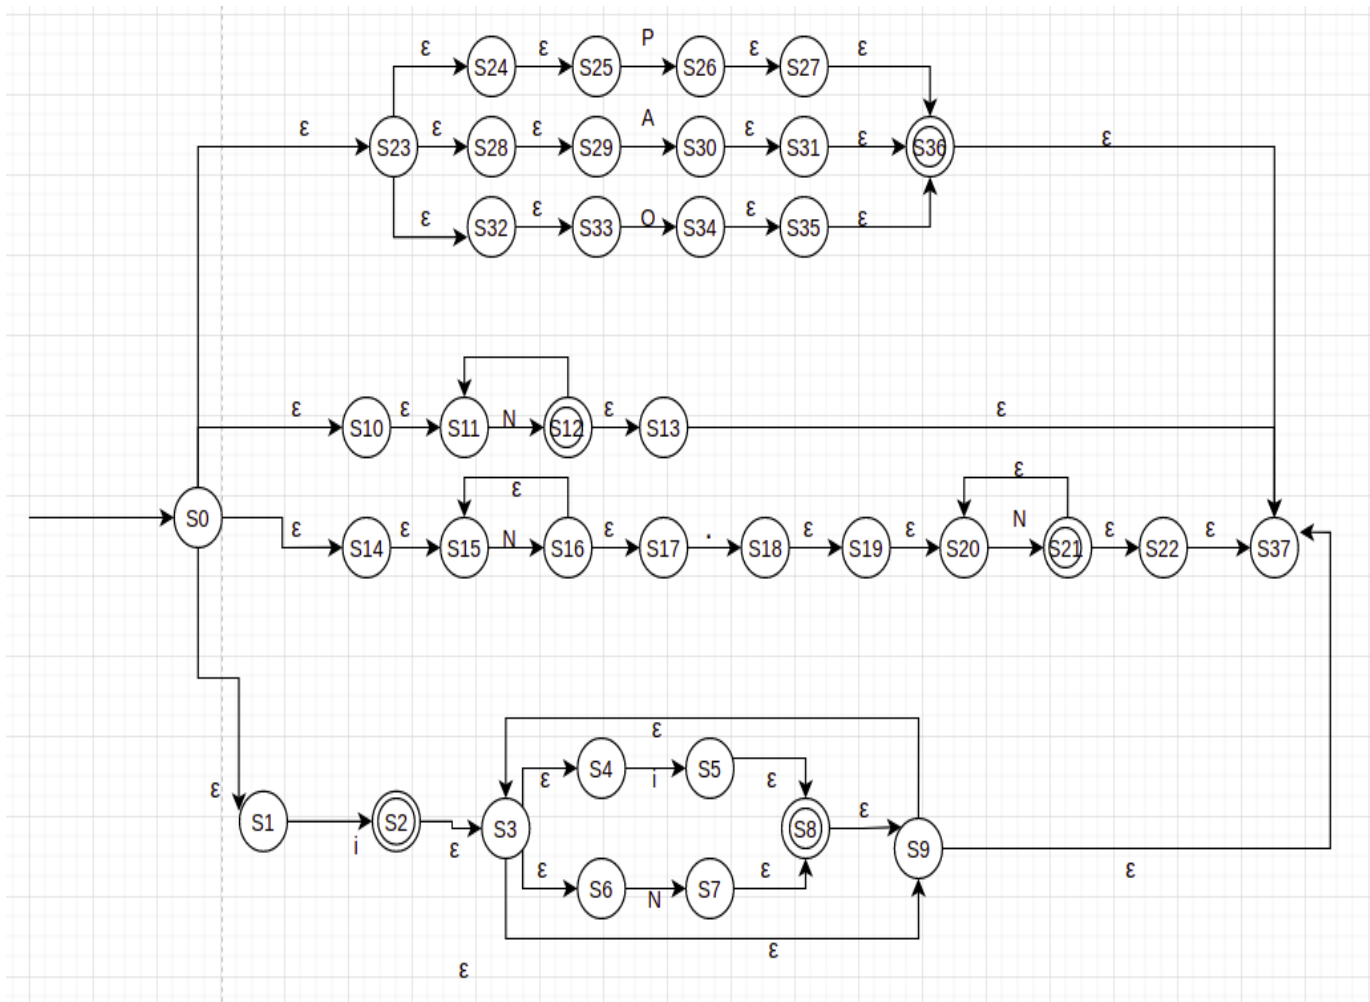 ε ε P ε ε
S24 S25 S26 S27
ε ε ε A ε ε ε
S23 S28 S29 S30 S31 S36
ε ε O ε ε
S32 S33 S34 S35
ε ε N ε ε
S10 S11 S12 S13
ε ε
S0
ε ε N ε . ε ε N ε ε
S14 S15 S16 S17 S18 S19 S20 S21 S22 S37
ε
ε i ε
S4 S5
ε ε
S1 S2 S3 S8 S9
i ε ε ε ε
S6 S7
N
ε
ε